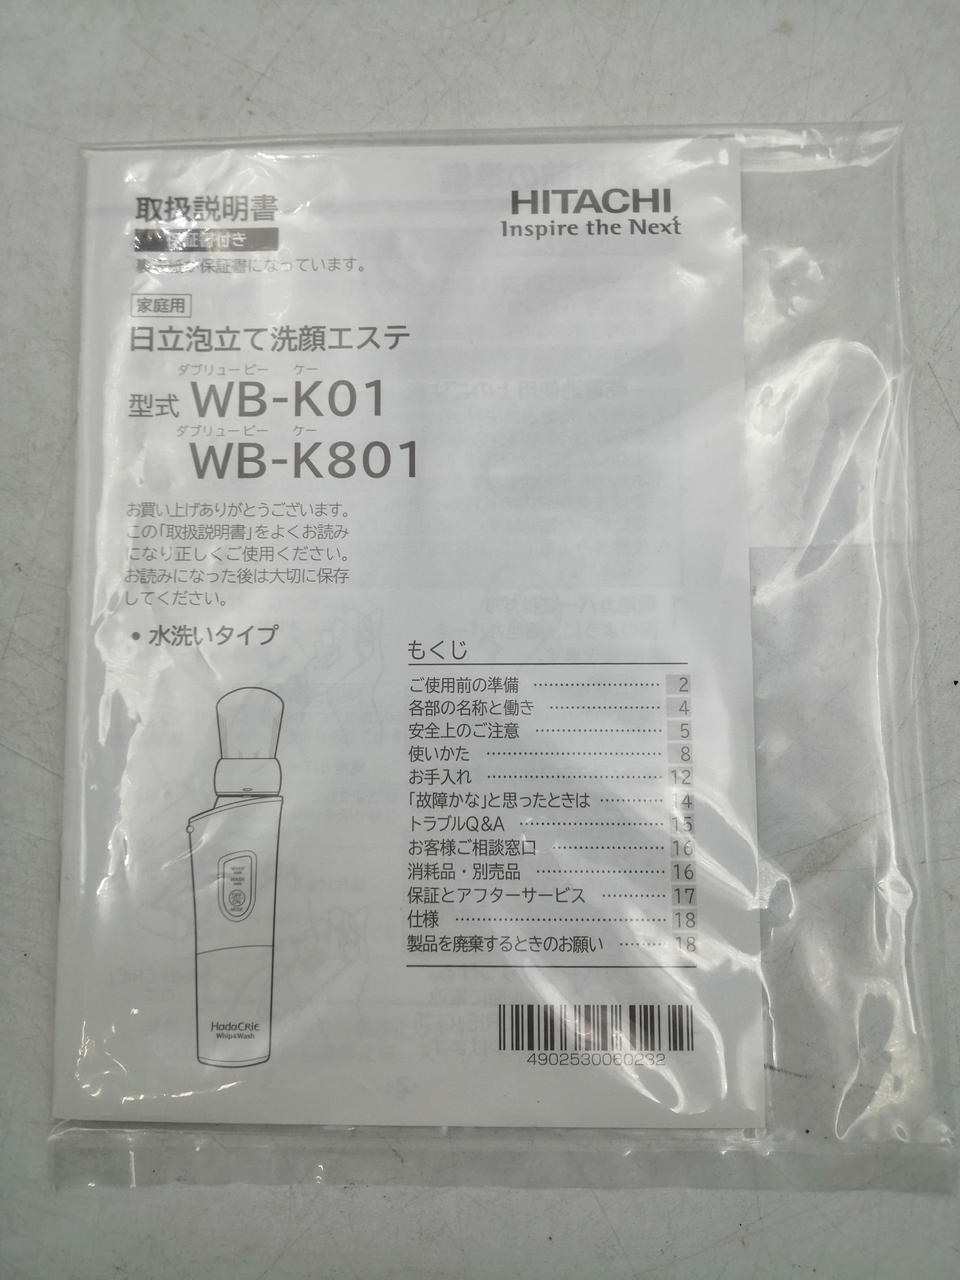 取扱説明書
保証書付き
裏表紙が保証書になっています。
HITACHI
Inspire the Next
家庭用
日立泡立て洗顔エステ
ダブリュービー ケー
型式 WB-K01
ダブリュービー ケー
WB-K801
お買い上げありがとうございます。
この「取扱説明書」をよくお読み
になり正しくご使用ください。
お読みになった後は大切に保存
してください。
• 水洗いタイプ
もくじ
ご使用前の準備 …………………… 2
各部の名称と働き ………………… 4
安全上のご注意 …………………… 5
使いかた …………………………… 8
お手入れ …………………………… 12
「故障かな」と思ったときは ………… 14
トラブルQ&A ……………………… 15
お客様ご相談窓口 ………………… 16
消耗品・別売品 …………………… 16
保証とアフターサービス ………… 17
仕様 ………………………………… 18
製品を廃棄するときのお願い …… 18
HadaCRiE
Whip&Wash
4902530060232